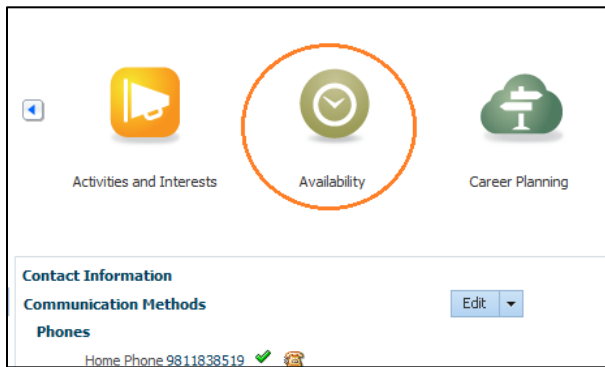 Activities and Interests Availability Career Planning
Contact Information
Communication Methods Edit
Phones
Home Phone 9811838519